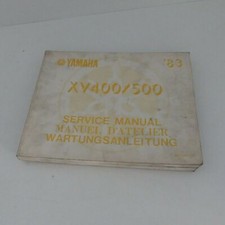 YAMAHA '83
XV400/500
SERVICE MANUAL
MANUEL D'ATELIER
WARTUNGSANLEITUNG